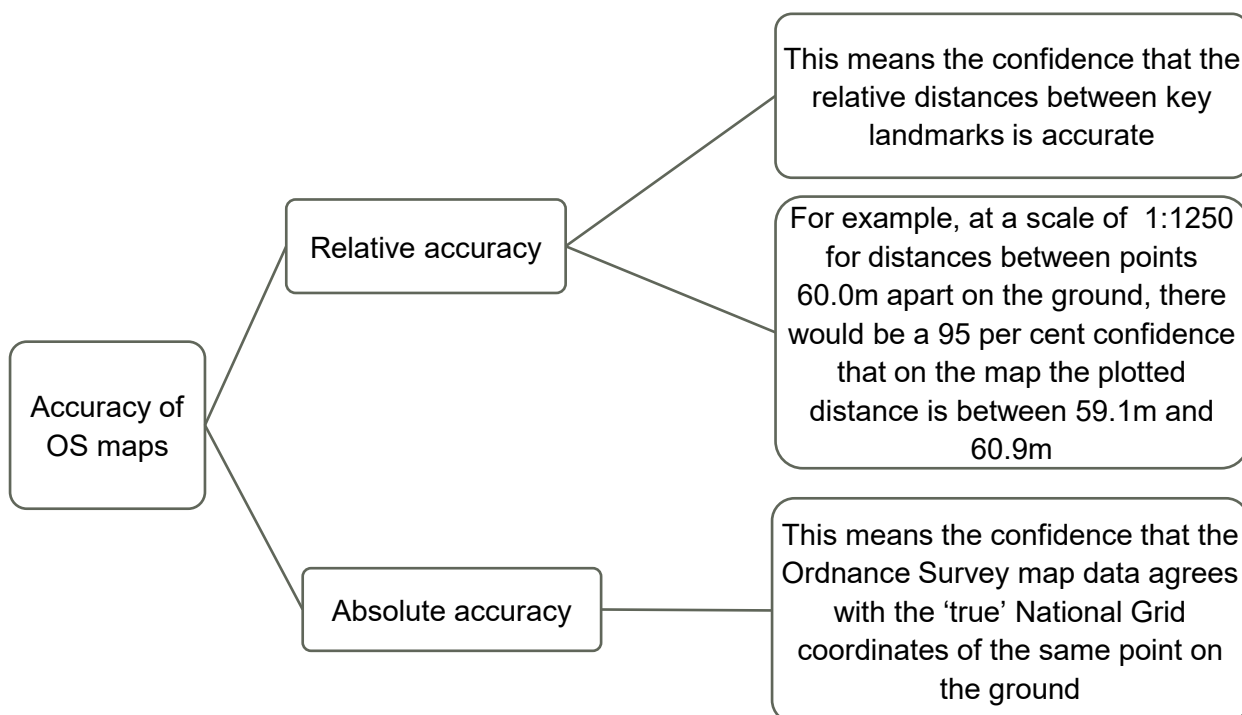 Accuracy of
OS maps
Relative accuracy
This means the confidence that the
relative distances between key
landmarks is accurate
For example, at a scale of  1:1250
for distances between points
60.0m apart on the ground, there
would be a 95 per cent confidence
that on the map the plotted
distance is between 59.1m and
60.9m
Absolute accuracy
This means the confidence that the
Ordnance Survey map data agrees
with the ‘true’ National Grid
coordinates of the same point on
the ground